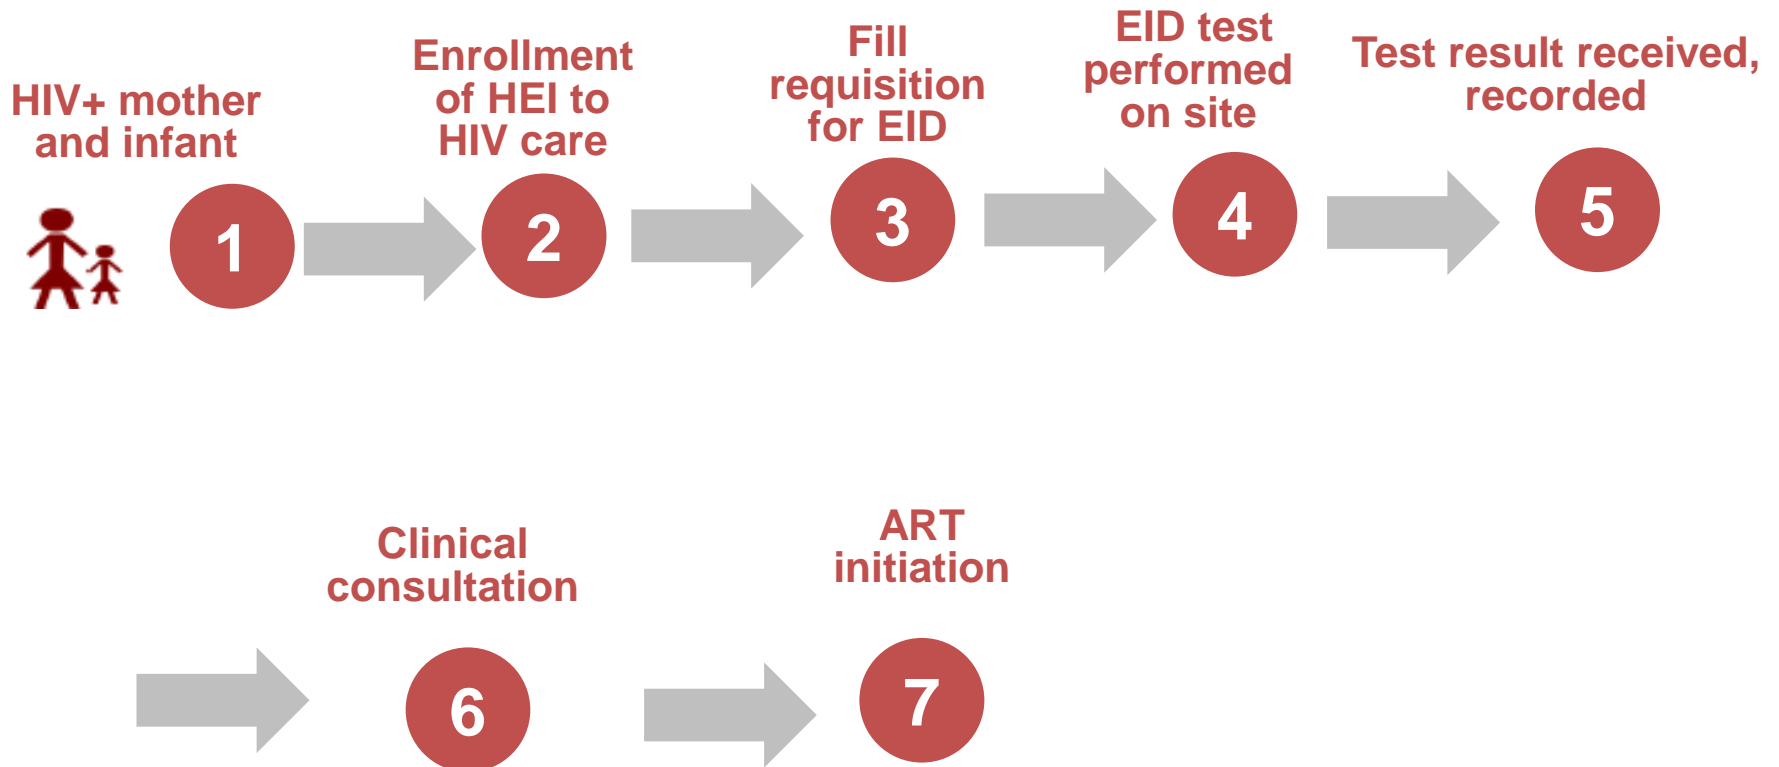 HIV+ mother
and infant
1
Enrollment
of HEI to
HIV care
2
Fill
requisition
for EID
3
EID test
performed
on site
4
Test result received,
recorded
5
Clinical
consultation
6
ART
initiation
7